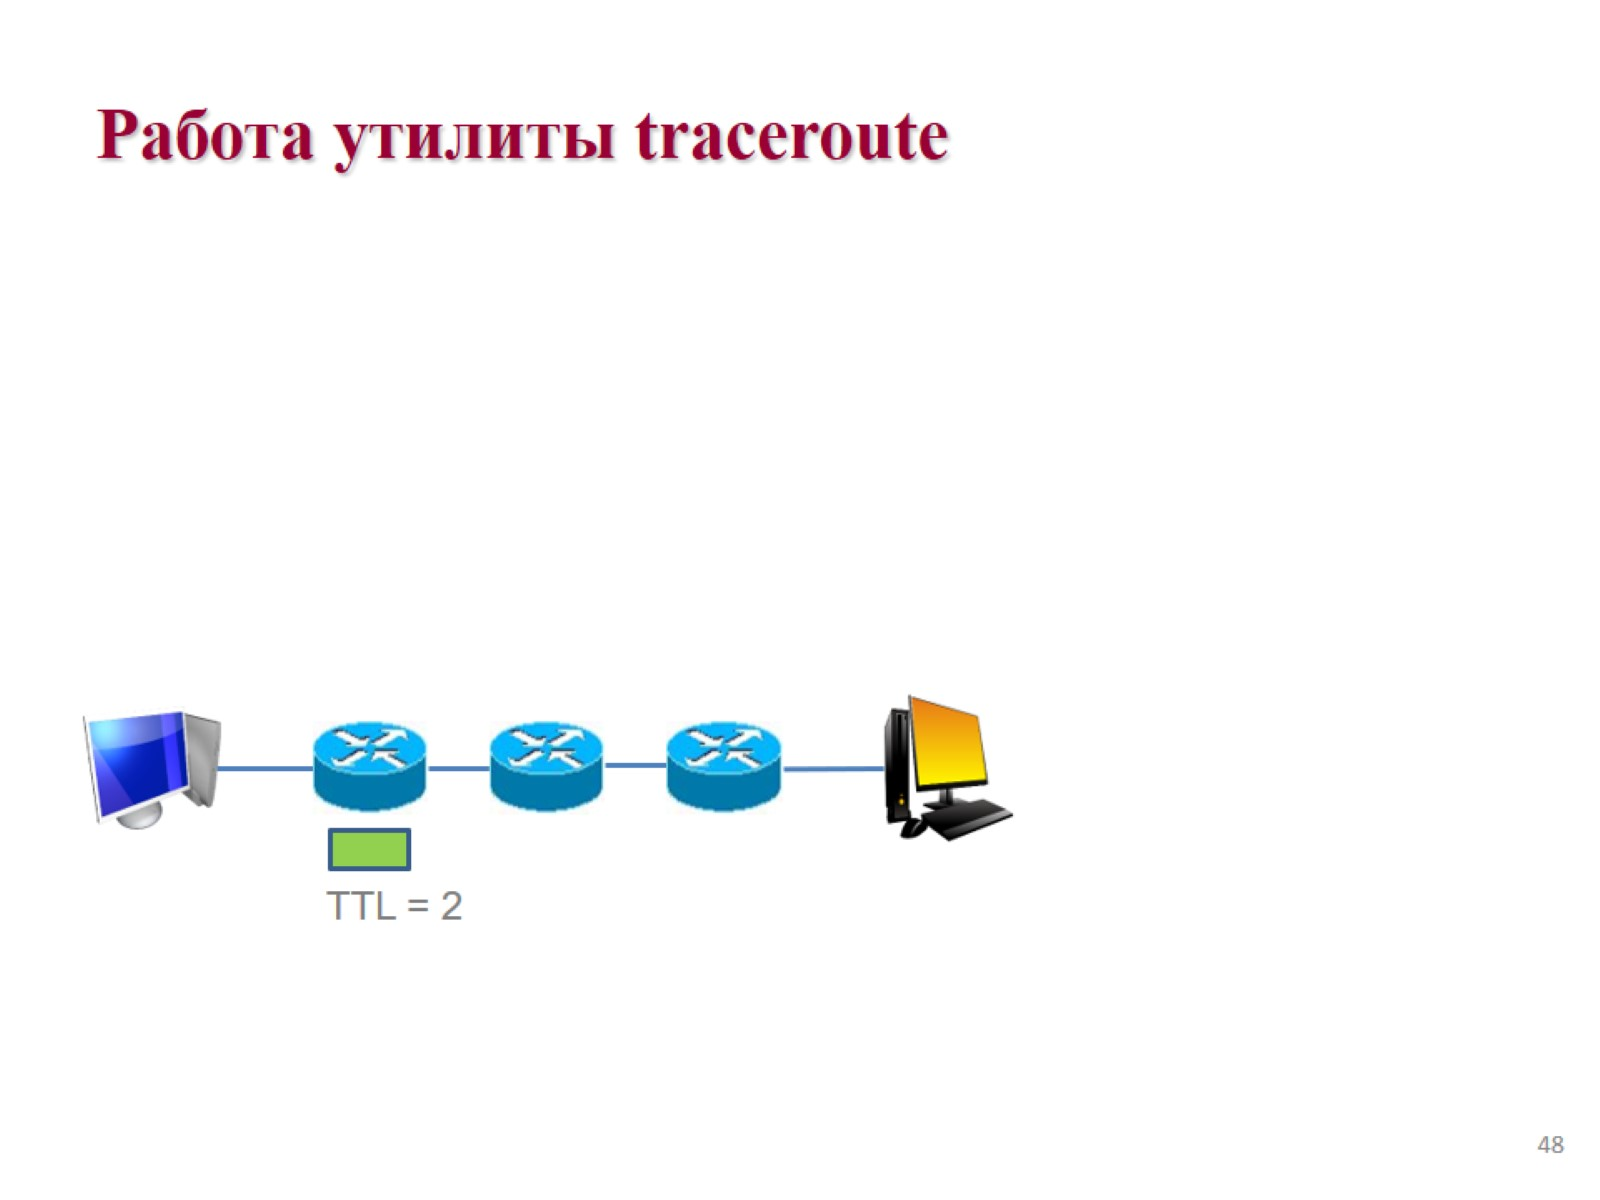 Работа утилиты traceroute
TTL = 2
48